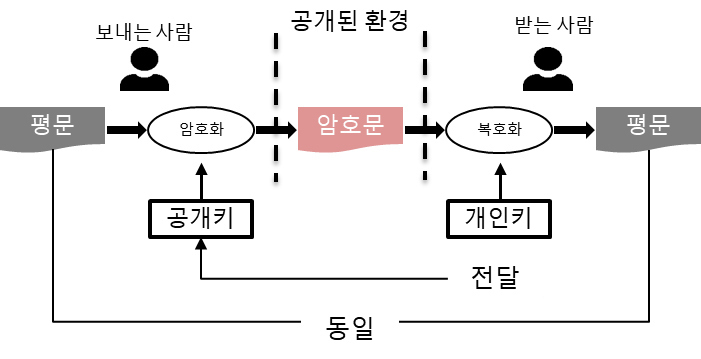 보내는 사람
공개된 환경
받는 사람
평문
암호화
암호문
복호화
평문
공개키
개인키
전달
동일